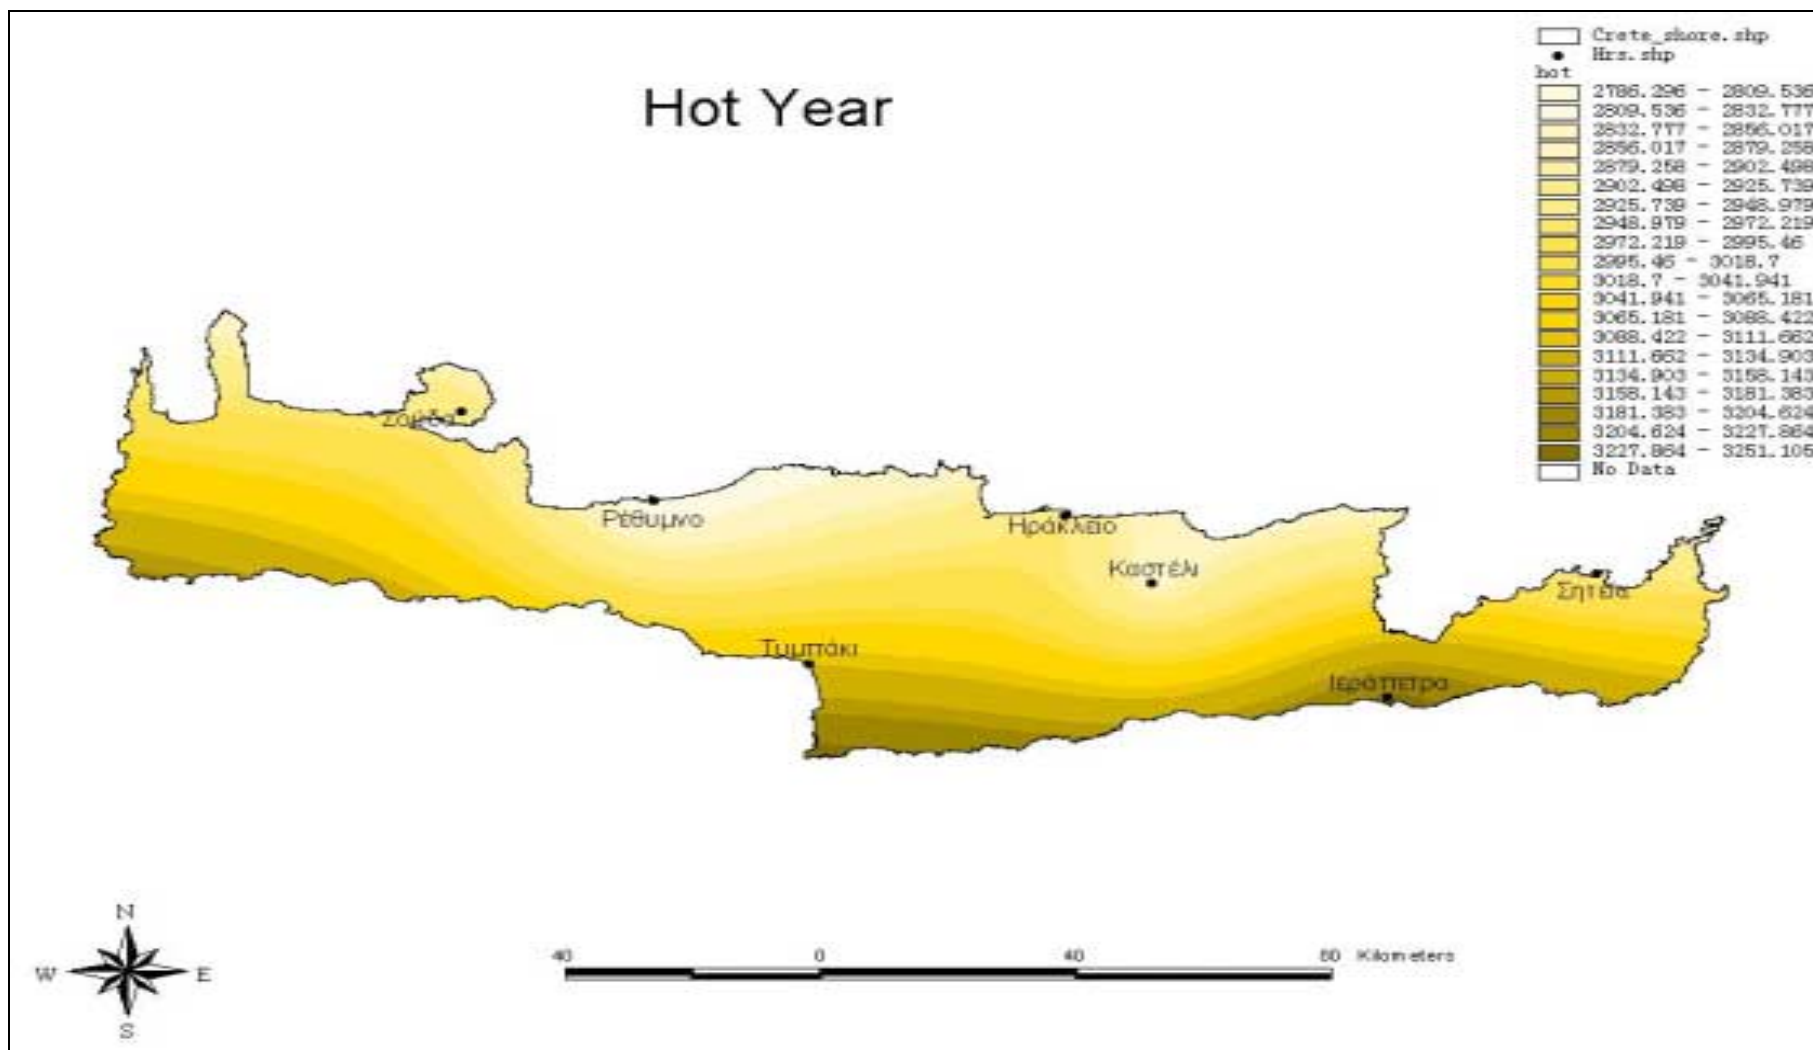 Crete_shore.shp
Hrs.shp
hot
2786.296 - 2809.536
2809.536 - 2832.777
2832.777 - 2856.017
2856.017 - 2879.258
2879.258 - 2902.498
2902.498 - 2925.739
2925.739 - 2948.979
2948.979 - 2972.219
2972.219 - 2995.46
2995.46 - 3018.7
3018.7 - 3041.941
3041.941 - 3065.181
3065.181 - 3088.422
3088.422 - 3111.662
3111.662 - 3134.903
3134.903 - 3158.143
3158.143 - 3181.383
3181.383 - 3204.624
3204.624 - 3227.864
3227.864 - 3251.105
No Data
Hot Year
Σούδα
Ρέθυμνο
Ηράκλειο
Καστέλι
Σητεία
Τυμπάκι
Ιεράπετρα
N
W E
S
40 0 40 80 Kilometers